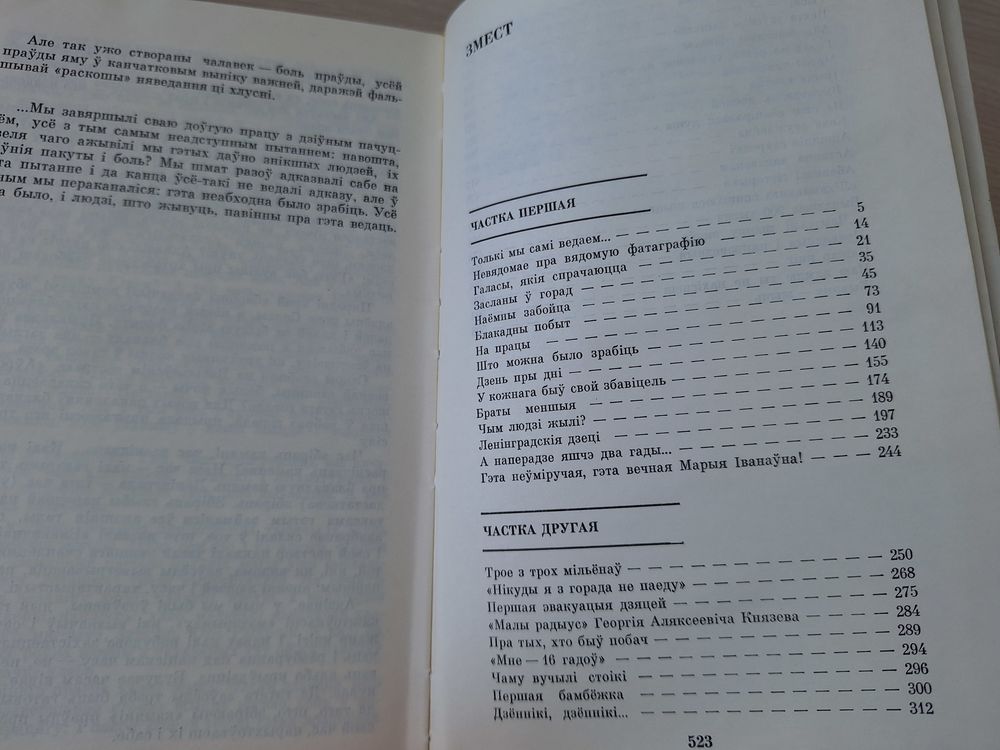 Але так ужо створаны чалавек — боль праўды, усёй
праўды яму ў канчатковым выніку важней, даражэй фаль-
шывай «раскошы» няведання ці хлусні.
...Мы завяршылі сваю доўгую працу з дзіўным пачуц-
ём, усё з тым самым неадступным пытаннем: навошта,
веля чаго ажывілі мы гэтых даўно знікшых людзей, іх
ўнія пакуты і боль? Мы шмат разоў адказвалі сабе на
та пытанне і да канца ўсё-такі не ведалі адказу, але ў
ным мы пераканаліся: гэта неабходна было зрабіць. Усё
а было, і людзі, што жывуць, павінны пра гэта ведаць.
ЗМЕСТ
ЧАСТКА ПЕРШАЯ
Толькі мы самі ведаем... — 5
Невядомае пра вядомую фатаграфію — 14
Галасы, якія спрачаюцца — 21
Засланы ў горад — 35
Наёмны забойца — 45
Блакадны побыт — 73
На працы — 91
Што можна было зрабіць — 113
Дзень пры дні — 140
У кожнага быў свой збавіцель — 155
Браты меншыя — 174
Чым людзі жылі? — 189
Ленінградскія дзеці — 197
А наперадзе яшчэ два гады... — 233
Гэта неўміручая, гэта вечная Марыя Іванаўна! — 244
ЧАСТКА ДРУГАЯ
Трое з трох мільёнаў — 250
«Нікуды я з горада не паеду» — 268
Першая эвакуацыя дзяцей — 275
«Малы радыус» Георгія Аляксеевіча Князева — 284
Пра тых, хто быў побач — 289
«Мне — 16 гадоў» — 294
Чаму вучылі стоікі — 296
Першая бамбёжка — 300
Дзённікі, дзённікі... — 312
523